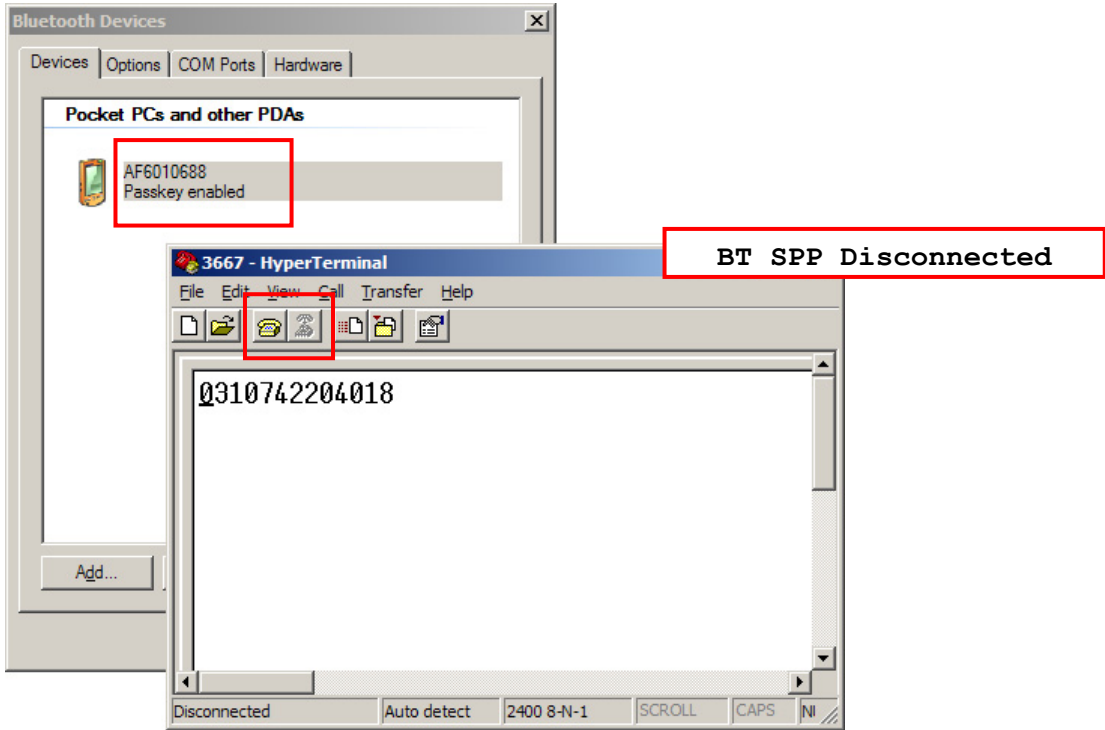 Bluetooth Devices
Devices Options COM Ports Hardware
Pocket PCs and other PDAs
AF6010688
Passkey enabled
BT SPP Disconnected
3667 - HyperTerminal
File Edit View Call Transfer Help
0310742204018
Add...
Disconnected Auto detect 2400 8-N-1 SCROLL CAPS